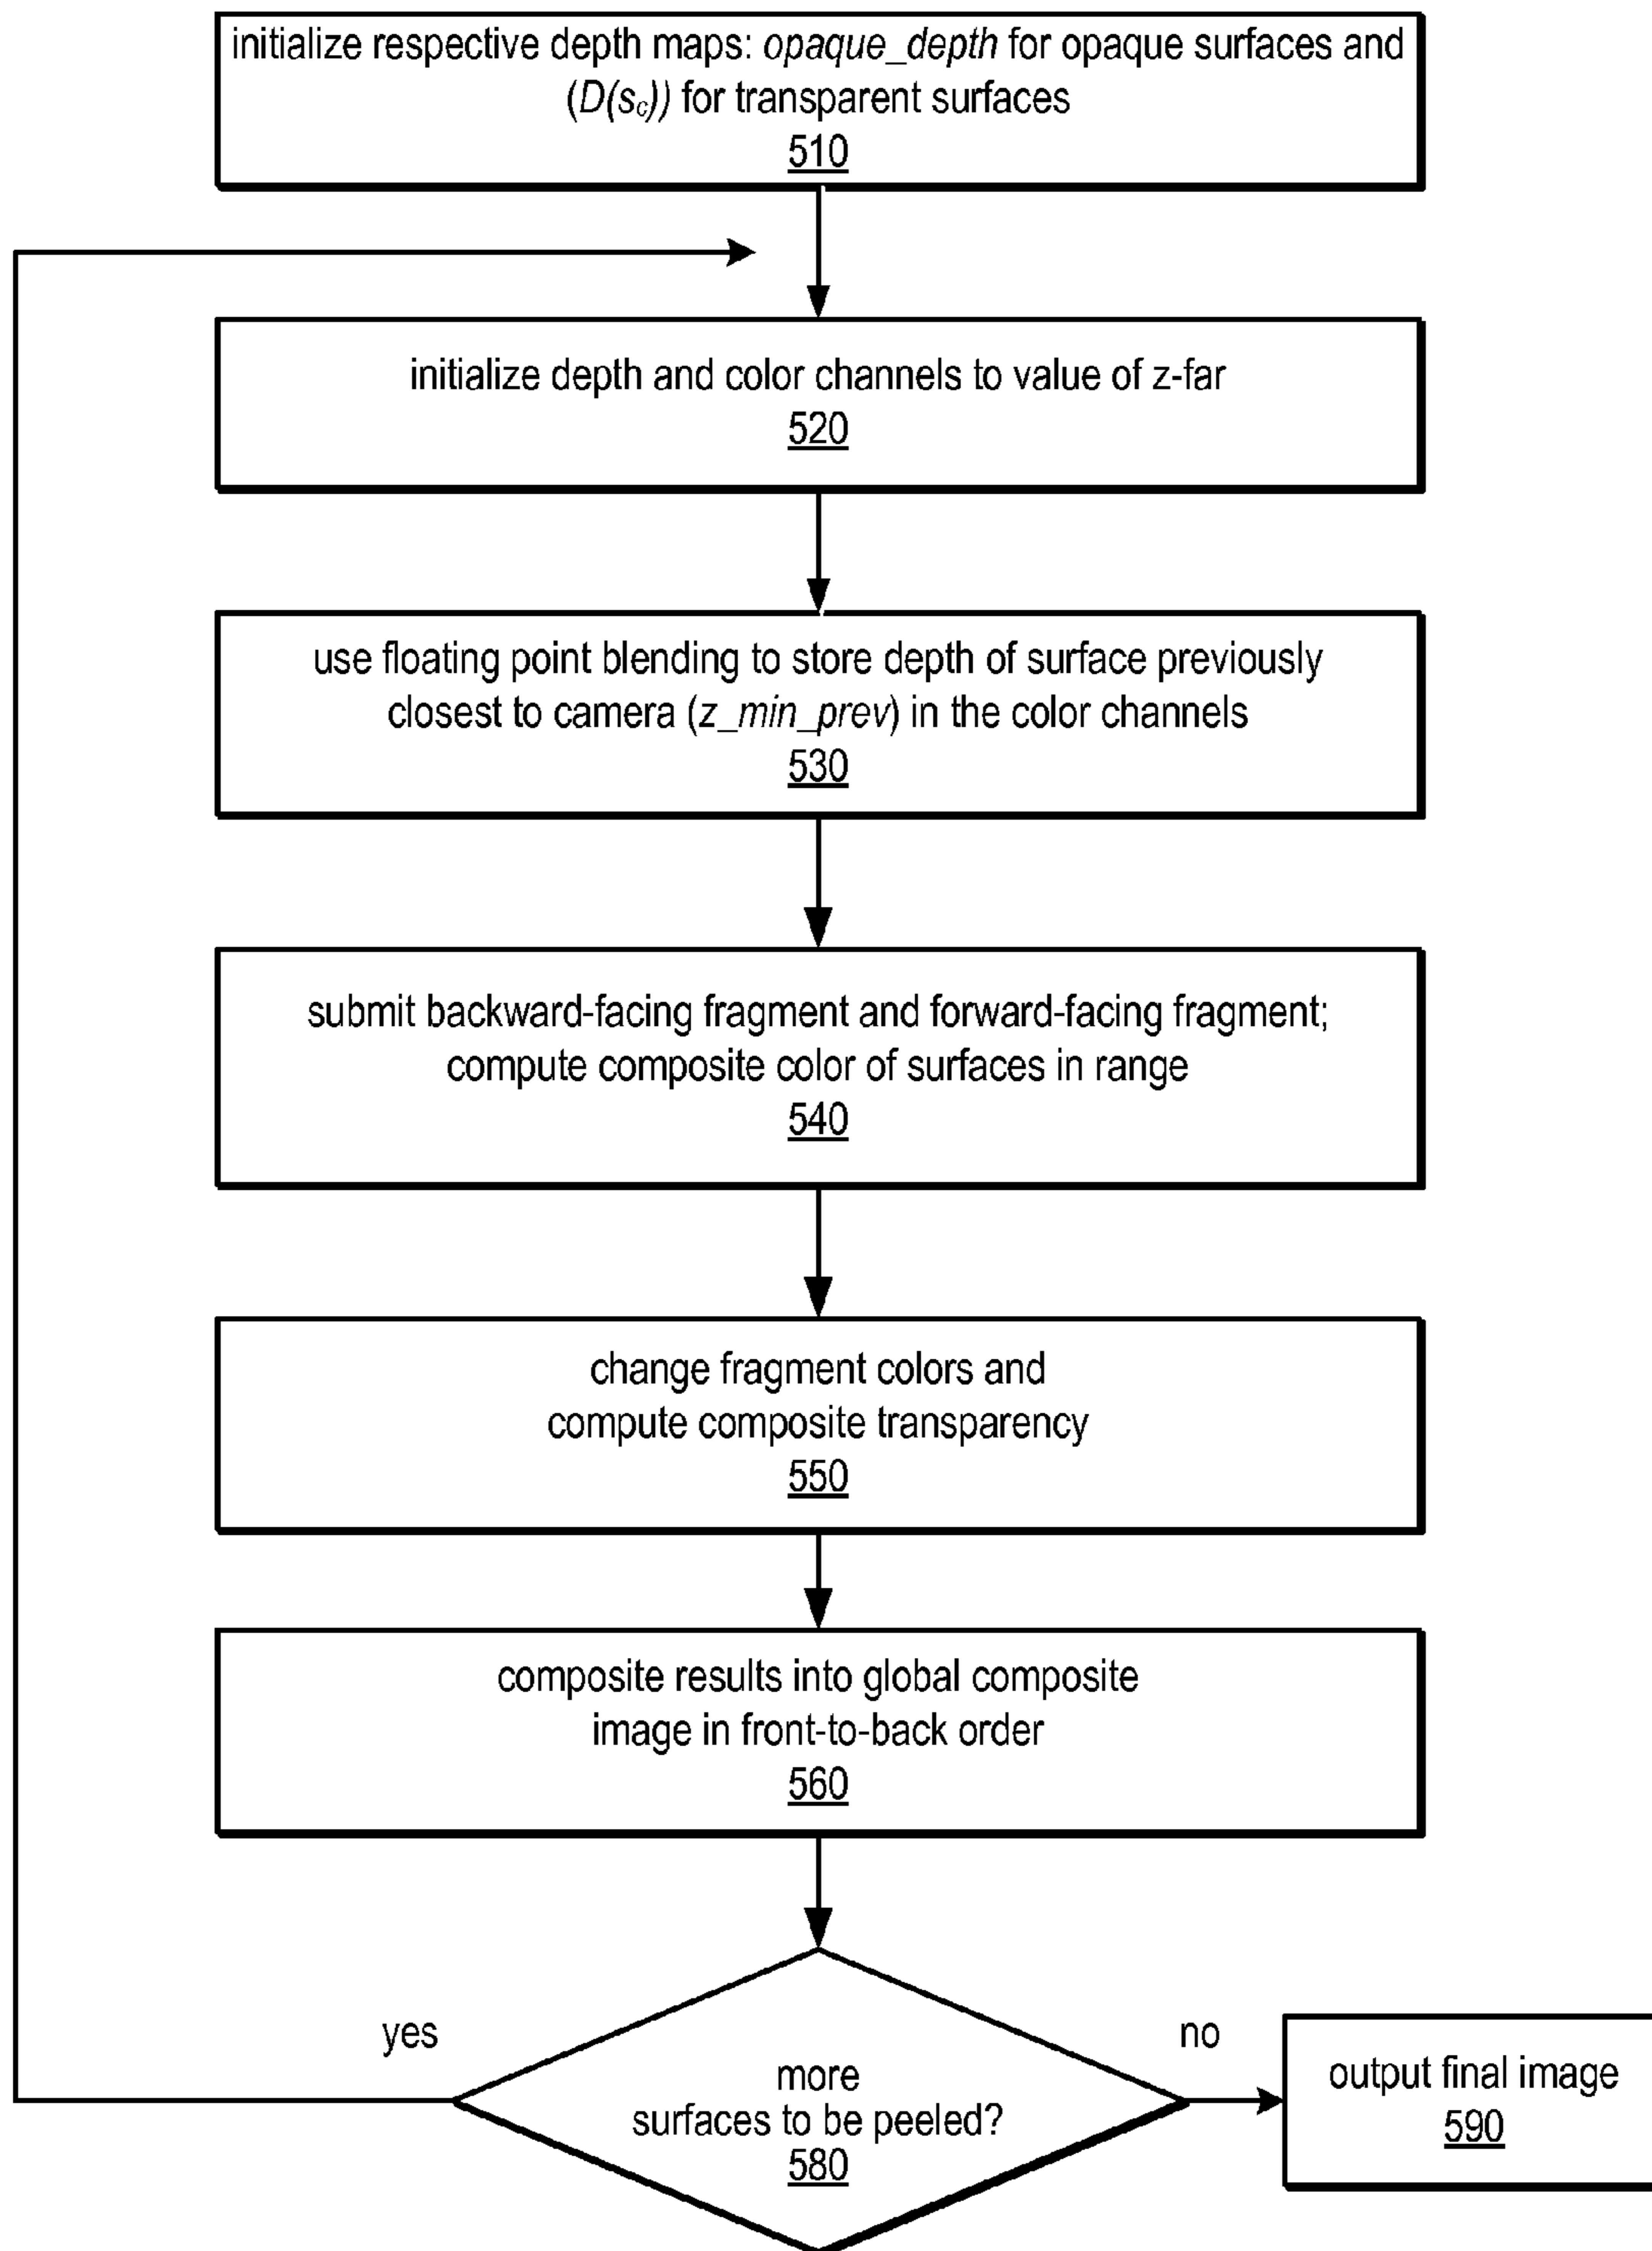 initialize respective depth maps: opaque_depth for opaque surfaces and
(D(sc)) for transparent surfaces
510
initialize depth and color channels to value of z-far
520
use floating point blending to store depth of surface previously
closest to camera (z_min_prev) in the color channels
530
submit backward-facing fragment and forward-facing fragment;
compute composite color of surfaces in range
540
change fragment colors and
compute composite transparency
550
composite results into global composite
image in front-to-back order
560
yes
no
more
surfaces to be peeled?
580
output final image
590